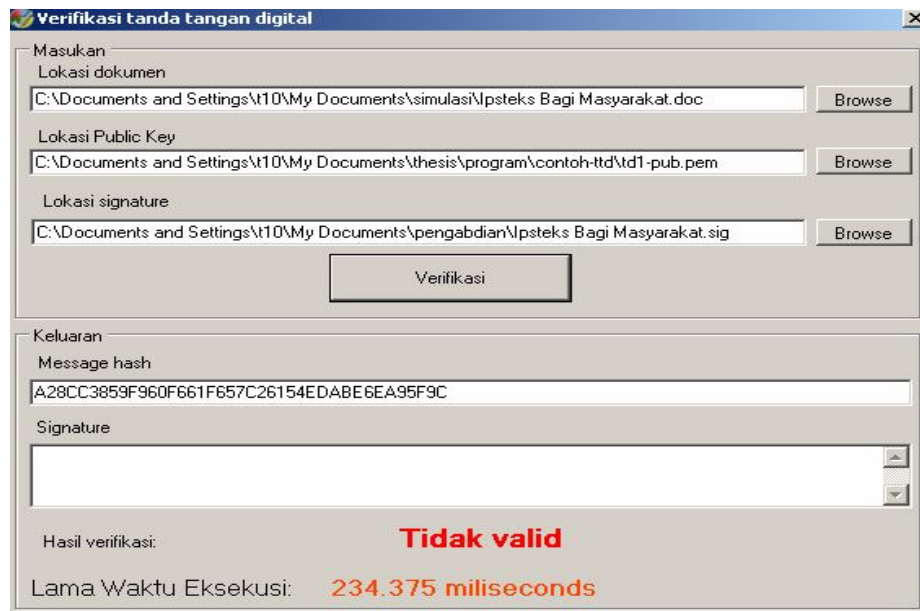 Verifikasi tanda tangan digital
Masukan
Lokasi dokumen
C:\Documents and Settings\t10\My Documents\simulasi\Ipsteks Bagi Masyarakat.doc
Browse
Lokasi Public Key
C:\Documents and Settings\t10\My Documents\thesis\program\contoh-ttd\td1-pub.pem
Browse
Lokasi signature
C:\Documents and Settings\t10\My Documents\pengabdian\Ipsteks Bagi Masyarakat.sig
Browse
Verifikasi
Keluaran
Message hash
A28CC3859F960F661F657C26154EDABE6EA95F9C
Signature
Hasil verifikasi: Tidak valid
Lama Waktu Eksekusi: 234.375 miliseconds